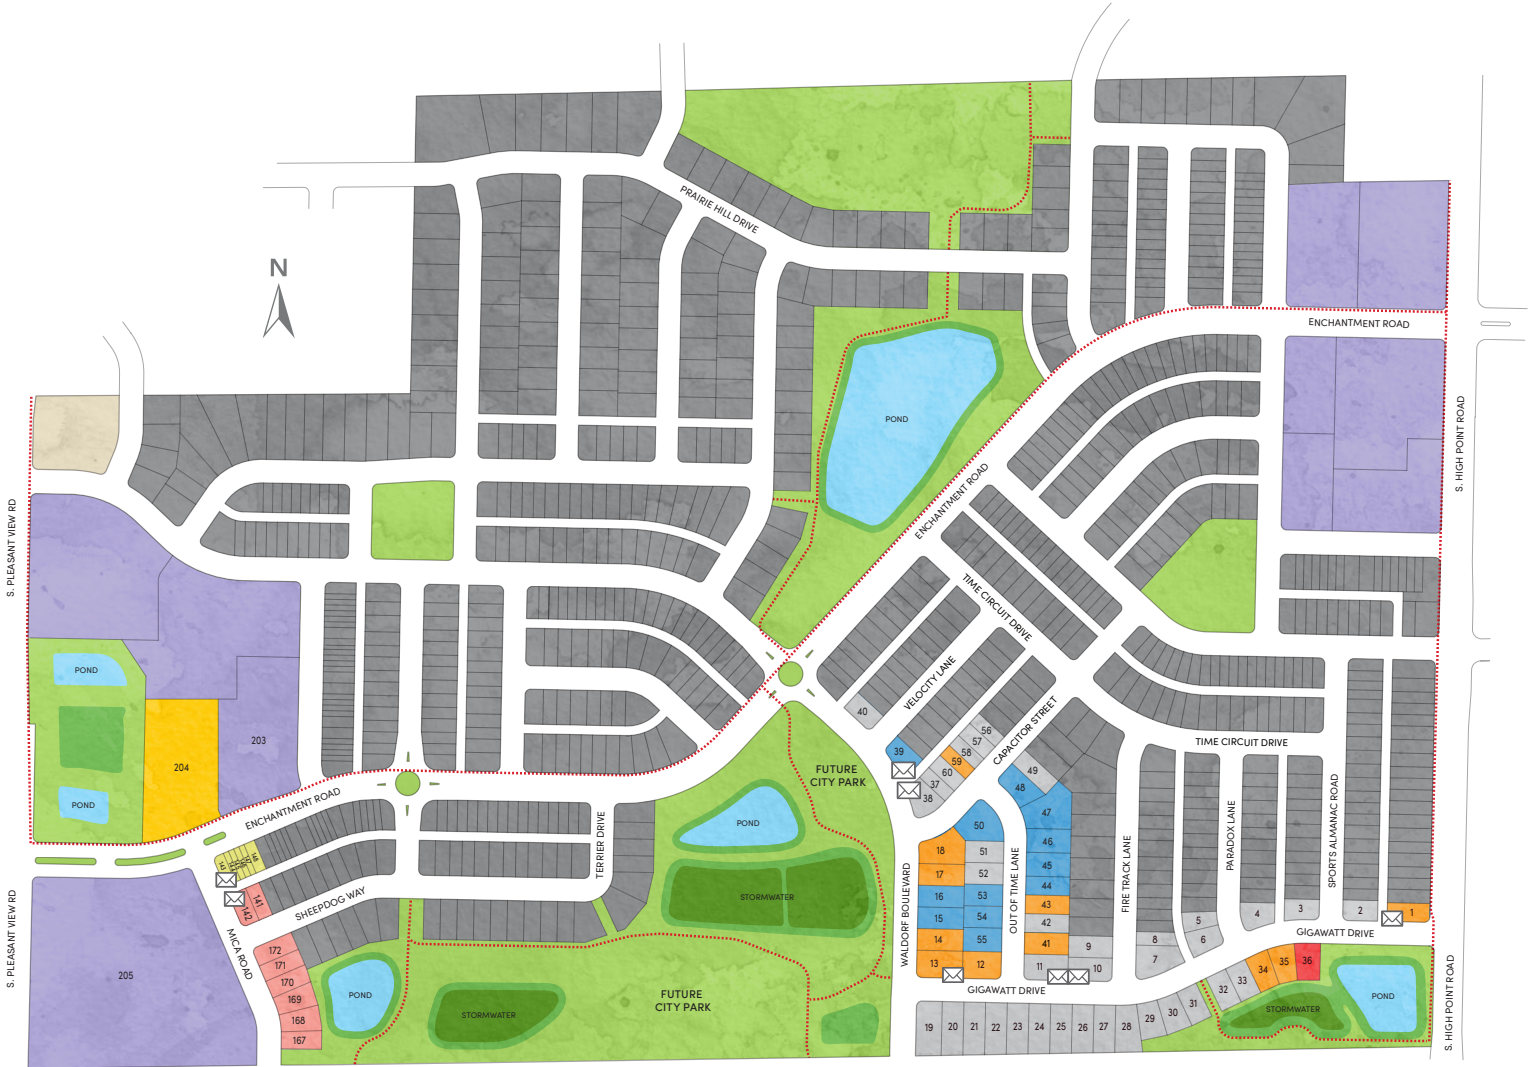 PRAIRIE HILL DRIVE
N
ENCHANTMENT ROAD
POND
S. HIGH POINT ROAD
S. PLEASANT VIEW RD
ENCHANTMENT ROAD
TIME CIRCUIT DRIVE
VELOCITY LANE
POND
40
CAPACITOR STREET
56
57
58
59
60
37
38
39
TIME CIRCUIT DRIVE
203
204
FUTURE
CITY PARK
49
48
47
46
45
44
43
42
41
11
9
10
POND
ENCHANTMENT ROAD
POND
50
51
52
53
54
55
12
18
17
16
15
14
13
TERRIER DRIVE
WALDORF BOULEVARD
OUT OF TIME LANE
FIRE TRACK LANE
PARADOX LANE
SPORTS ALMANAC ROAD
143
148
141
142
SHEEPDOG WAY
STORMWATER
S. PLEASANT VIEW RD
MICA ROAD
205
172
171
170
169
168
167
POND
STORMWATER
FUTURE
CITY PARK
8
7
5
6
4
3
2
1
GIGAWATT DRIVE
GIGAWATT DRIVE
19
20
21
22
23
24
25
26
27
28
29
30
31
32
33
34
35
36
STORMWATER
POND
S. HIGH POINT ROAD